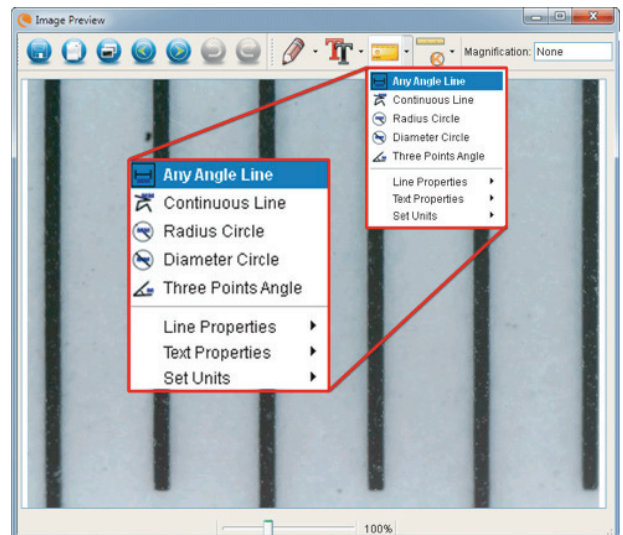 Image Preview
Magnification: None
Any Angle Line
Continuous Line
Radius Circle
Diameter Circle
Three Points Angle
Line Properties
Text Properties
Set Units
Any Angle Line
Continuous Line
Radius Circle
Diameter Circle
Three Points Angle
Line Properties
Text Properties
Set Units
100%